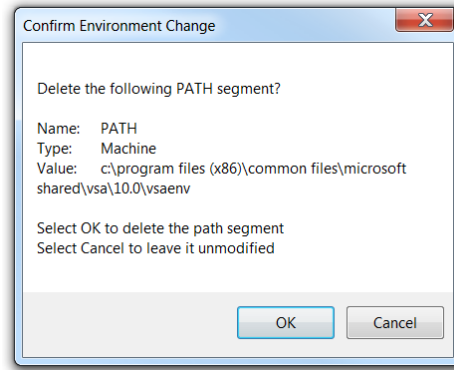 Confirm Environment Change
Delete the following PATH segment?
Name: PATH
Type: Machine
Value: c:\program files (x86)\common files\microsoft
shared\vsa\10.0\vsaenv
Select OK to delete the path segment
Select Cancel to leave it unmodified
OK Cancel